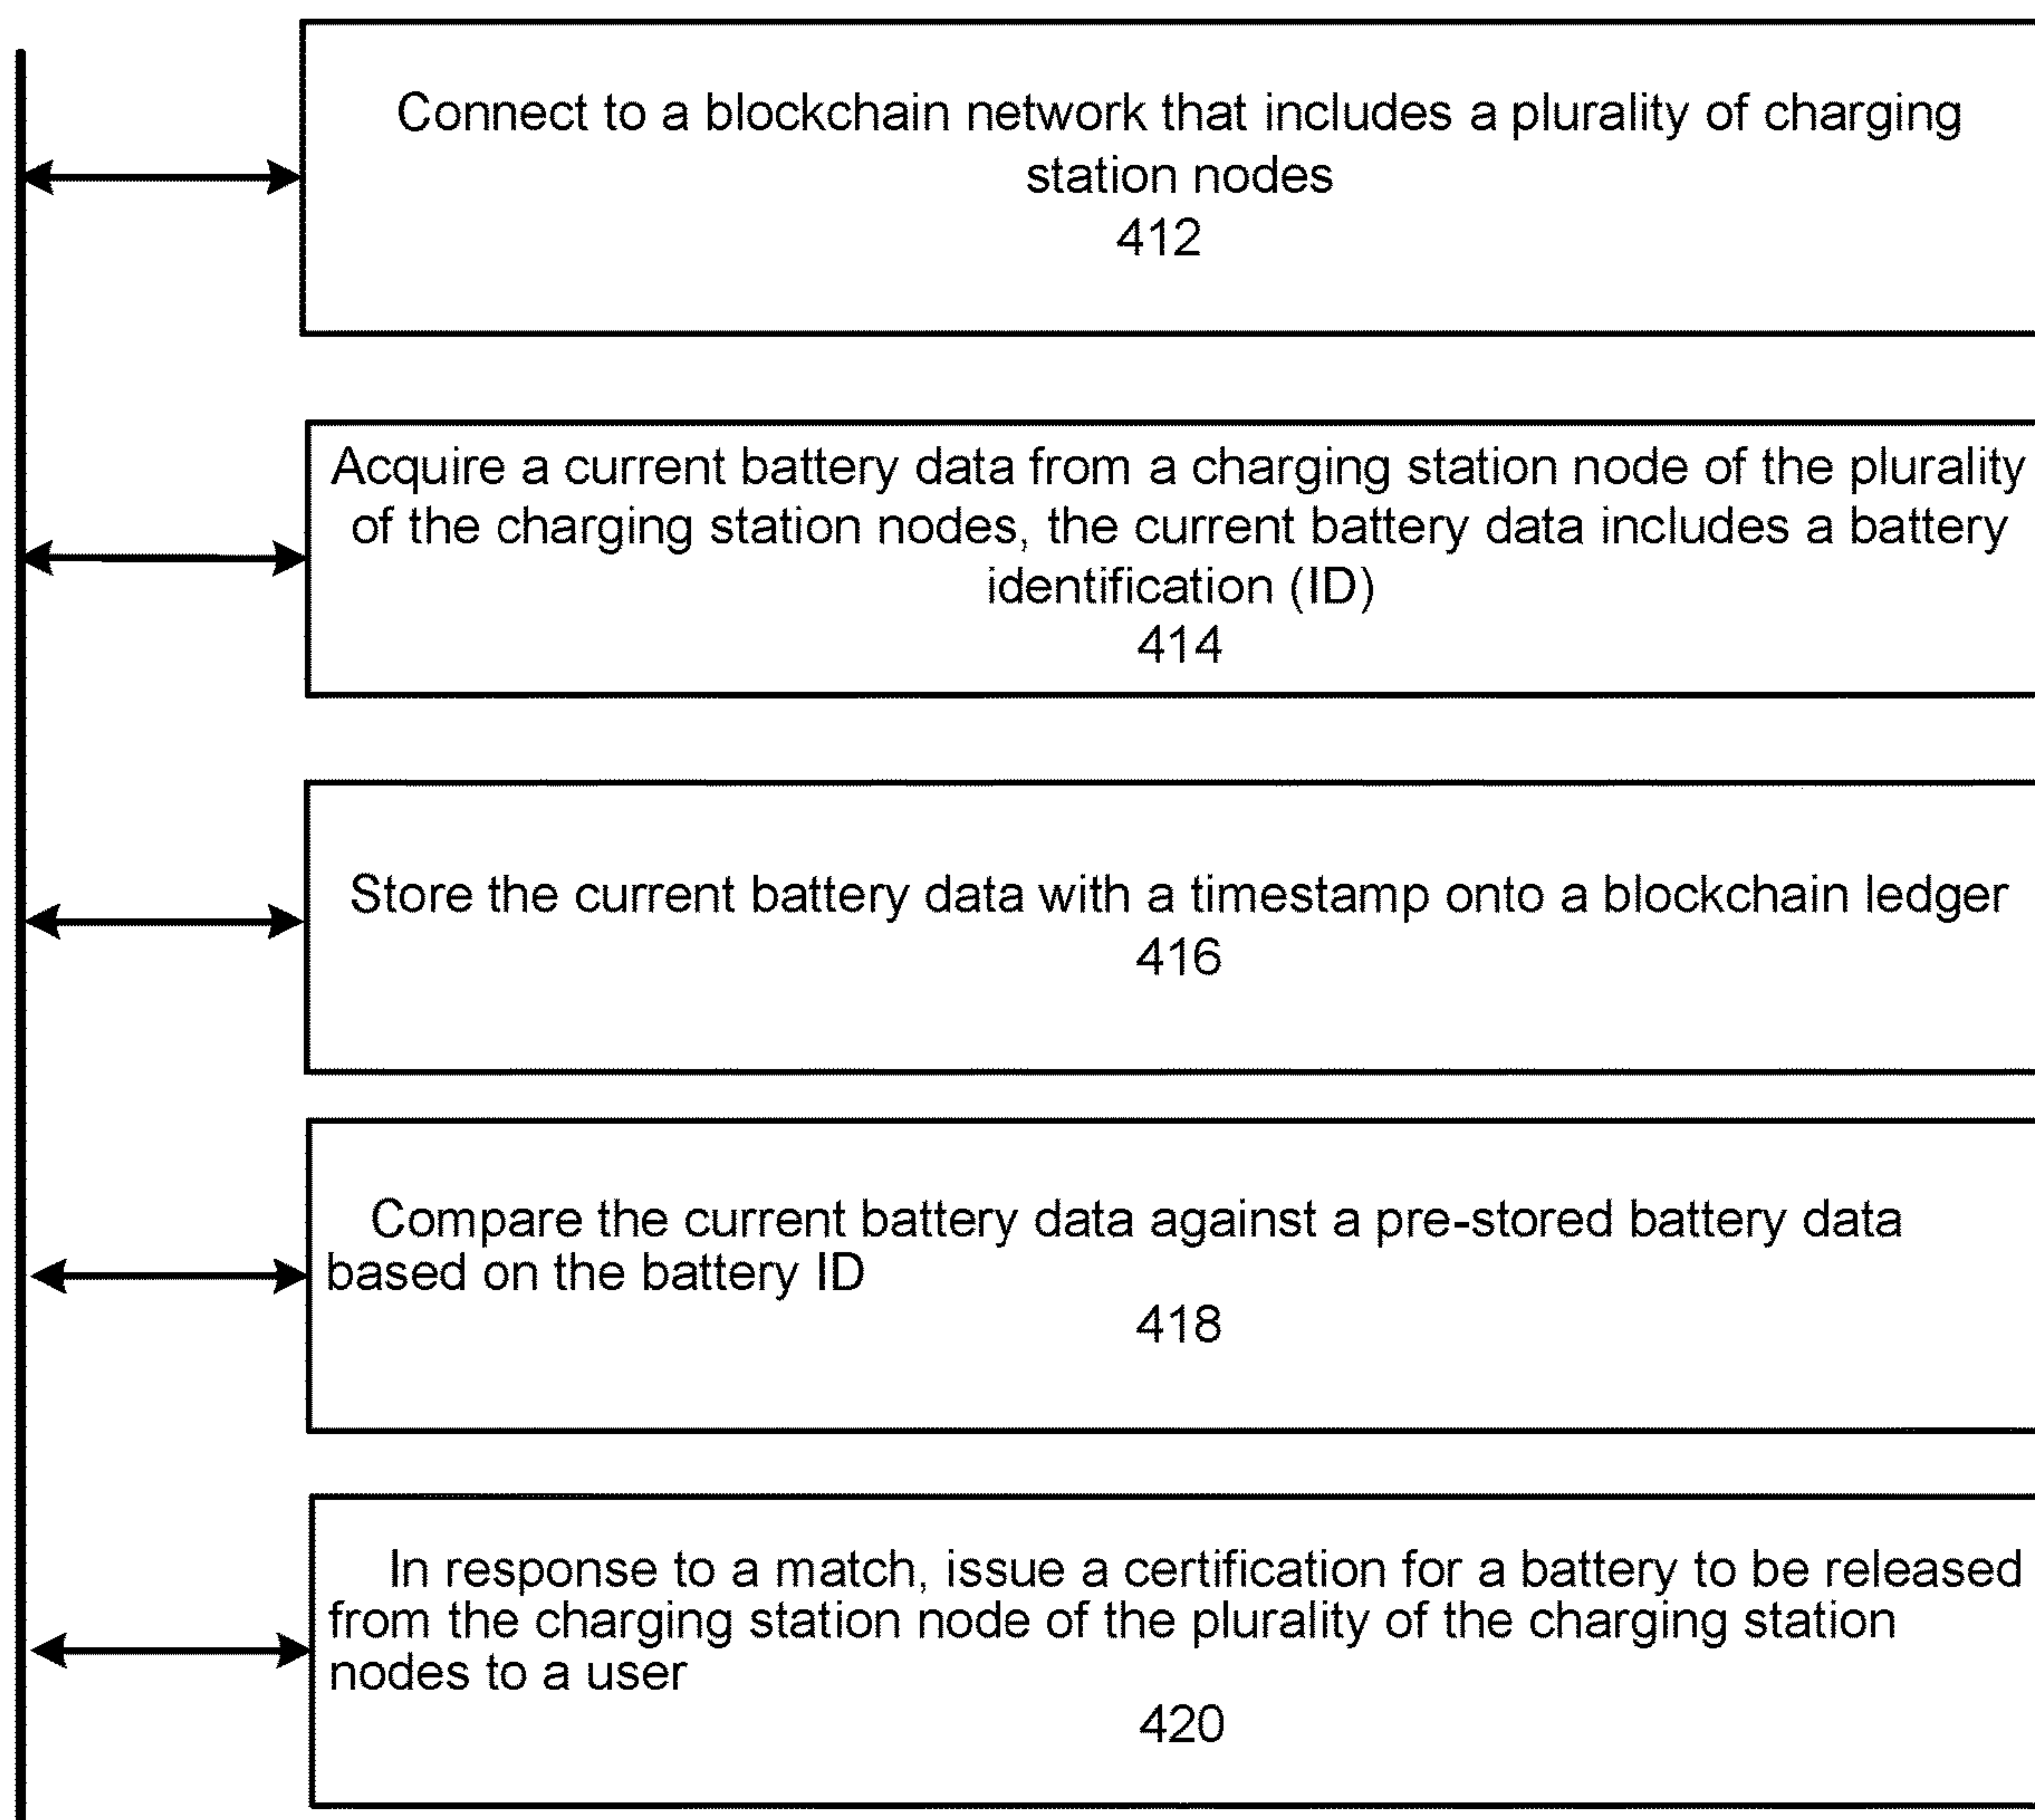 Connect to a blockchain network that includes a plurality of charging
station nodes
412
Acquire a current battery data from a charging station node of the plurality
of the charging station nodes, the current battery data includes a battery
identification (ID)
414
Store the current battery data with a timestamp onto a blockchain ledger
416
Compare the current battery data against a pre-stored battery data
based on the battery ID
418
In response to a match, issue a certification for a battery to be released
from the charging station node of the plurality of the charging station
nodes to a user
420